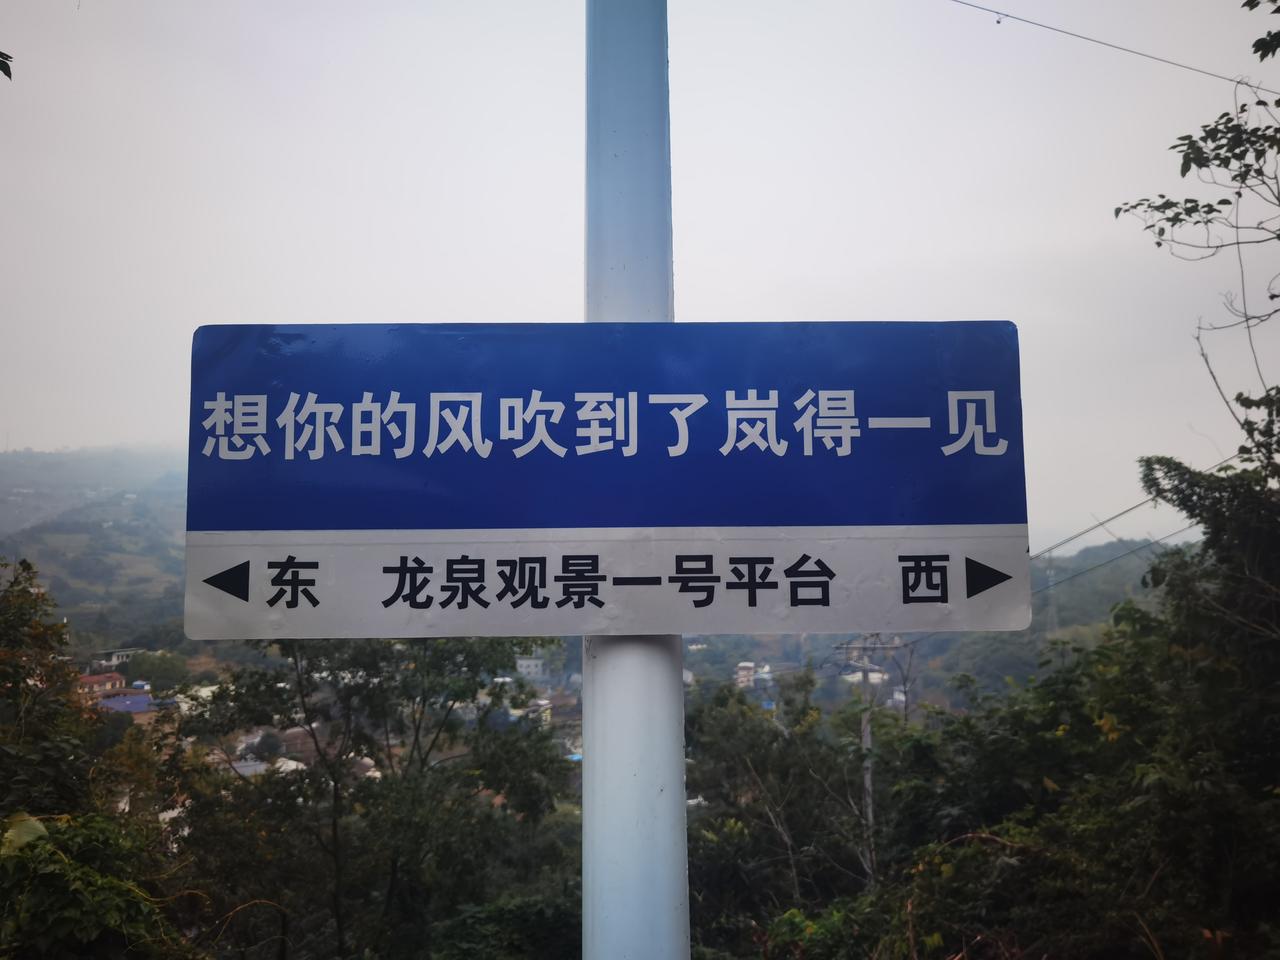 想你的风吹到了岚得一见
◀东 龙泉观景一号平台 西▶